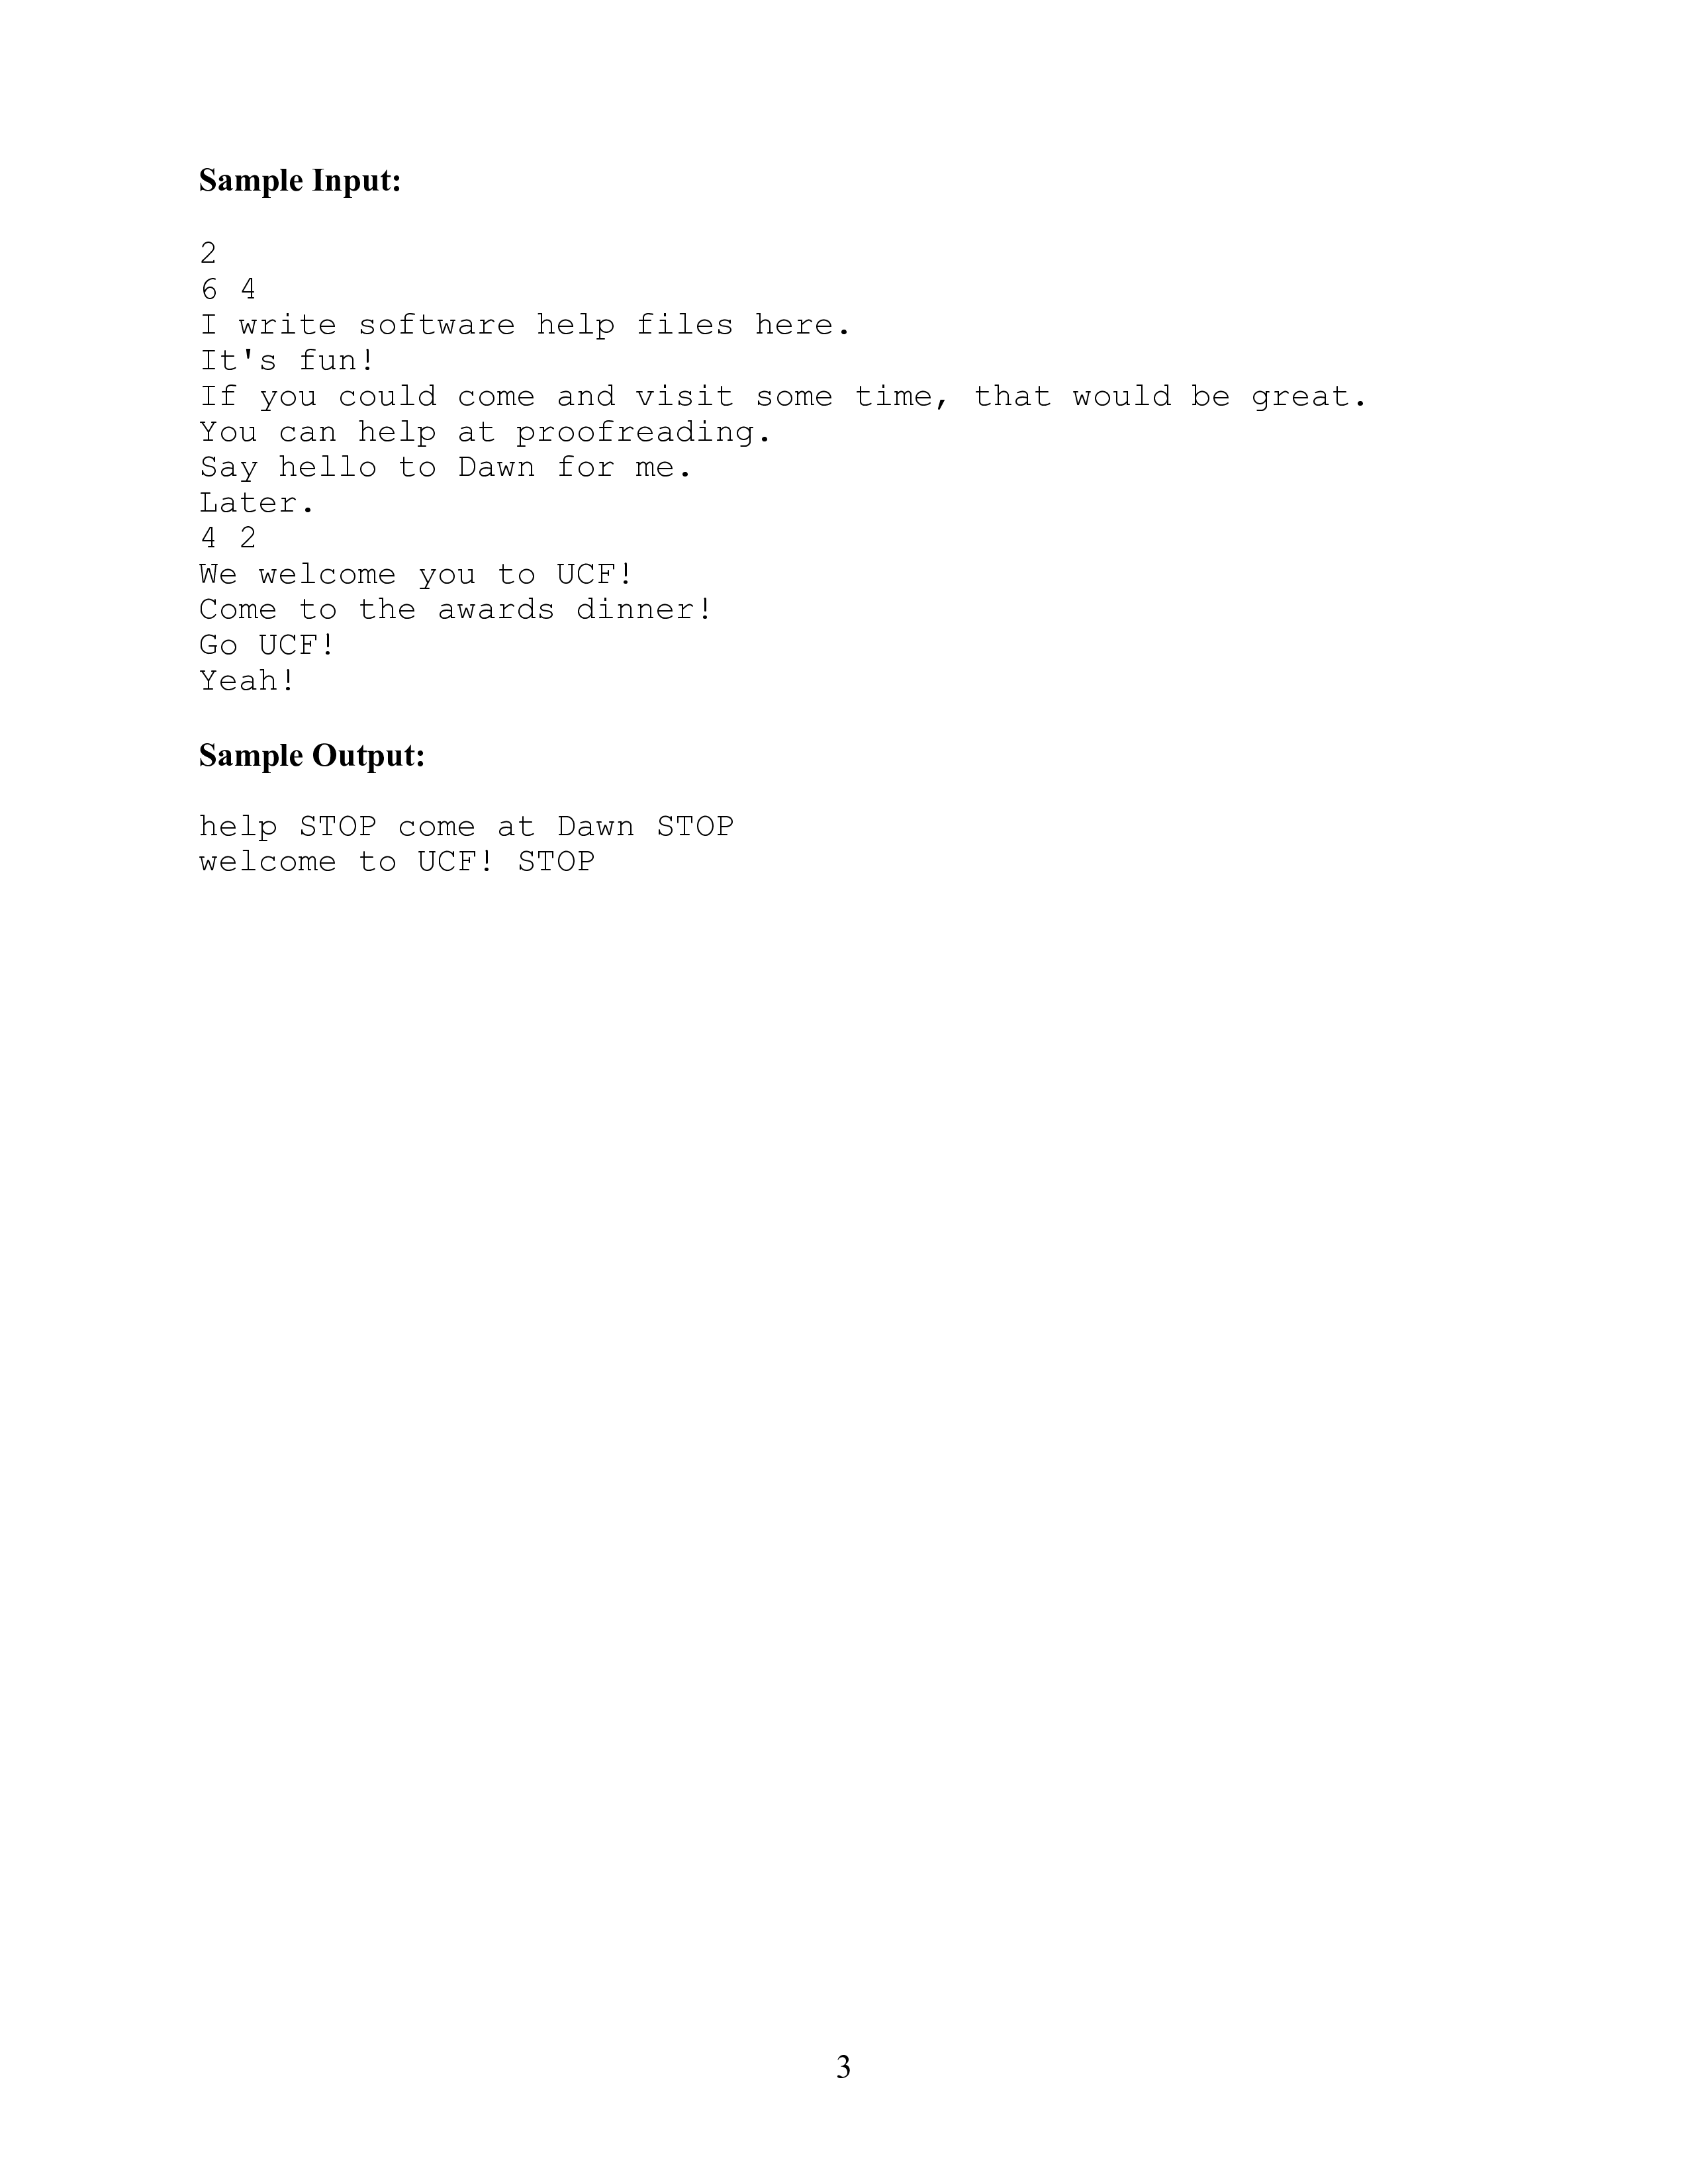 Sample Input:
2
6 4
I write software help files here.
It's fun!
If you could come and visit some time, that would be great.
You can help at proofreading.
Say hello to Dawn for me.
Later.
4 2
We welcome you to UCF!
Come to the awards dinner!
Go UCF!
Yeah!
Sample Output:
help STOP come at Dawn STOP
welcome to UCF! STOP
3